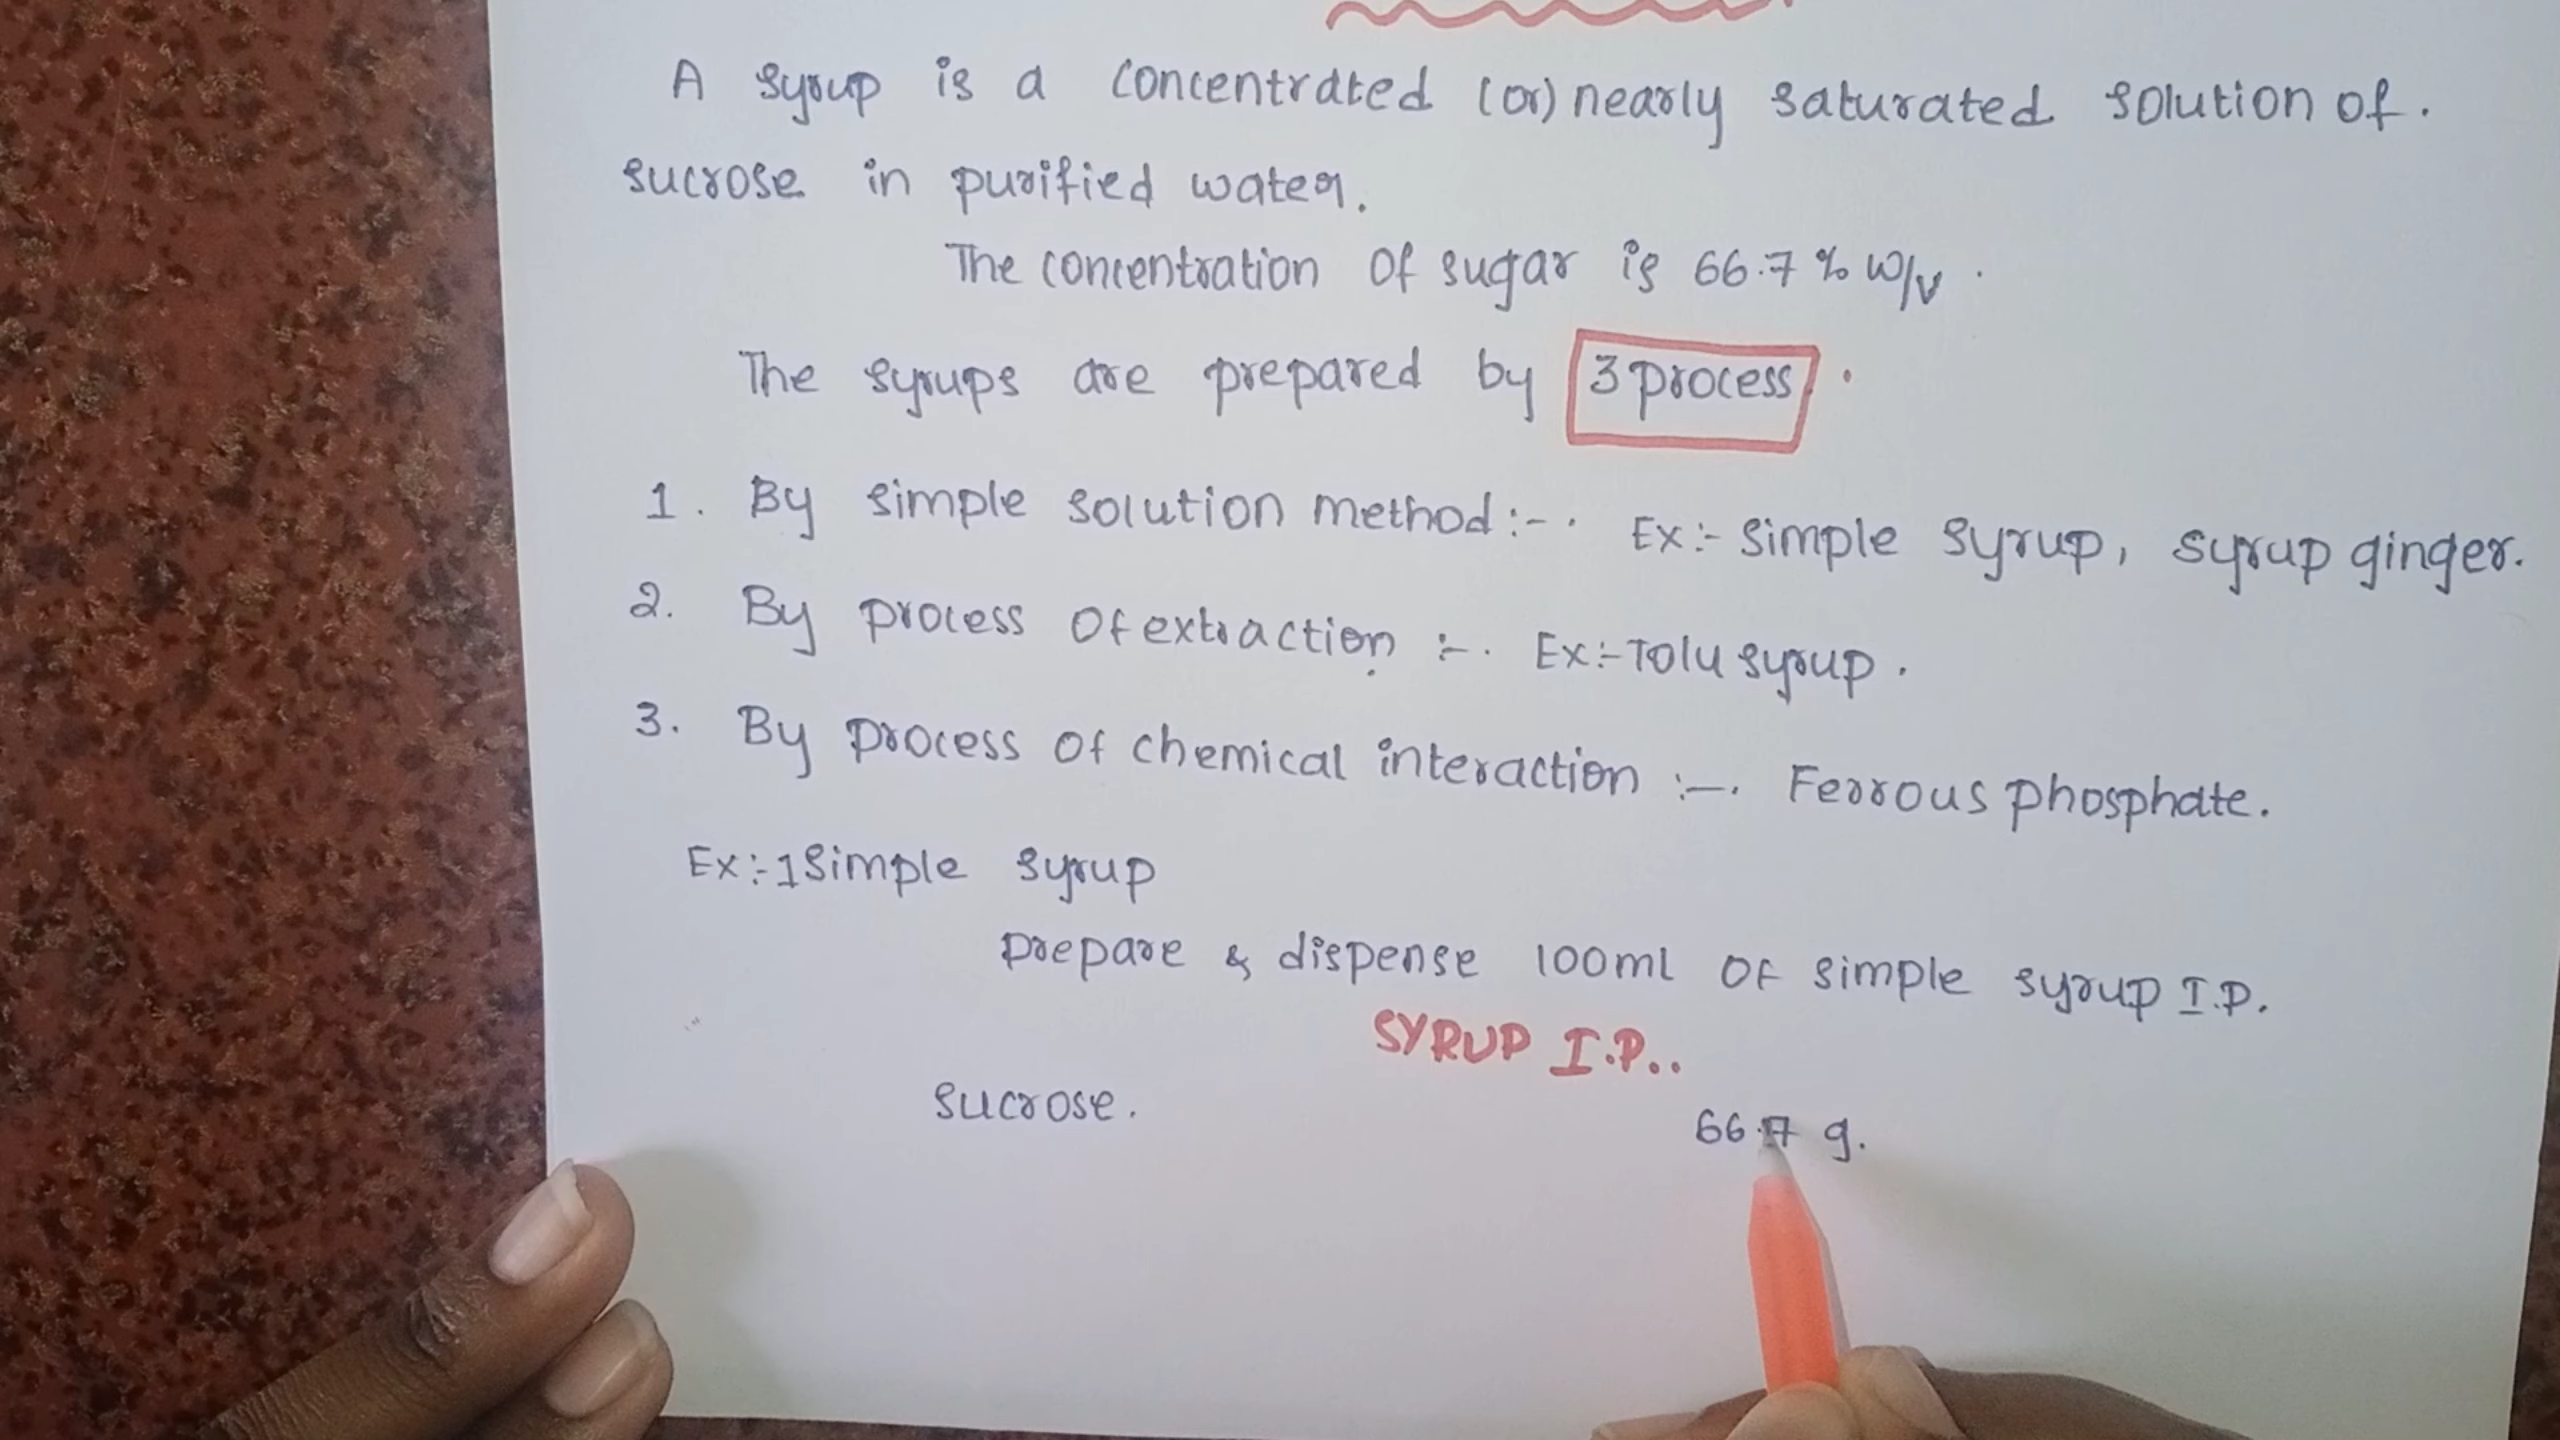 A syrup is a concentrated (or) nearly saturated solution of.
sucrose in purified water.
The concentration of sugar is 66.7 % w/v.
The syrups are prepared by 3 process.
1. By simple solution method :-. Ex:- Simple Syrup, syrup ginger.
2. By process of extraction :-. Ex:- Tolu syrup.
3. By process of chemical interaction :-. Ferrous phosphate.
Ex:- 1 Simple syrup
prepare & dispense 100ml of simple syrup I.P.
SYRUP I.P..
sucrose. 66.7 g.